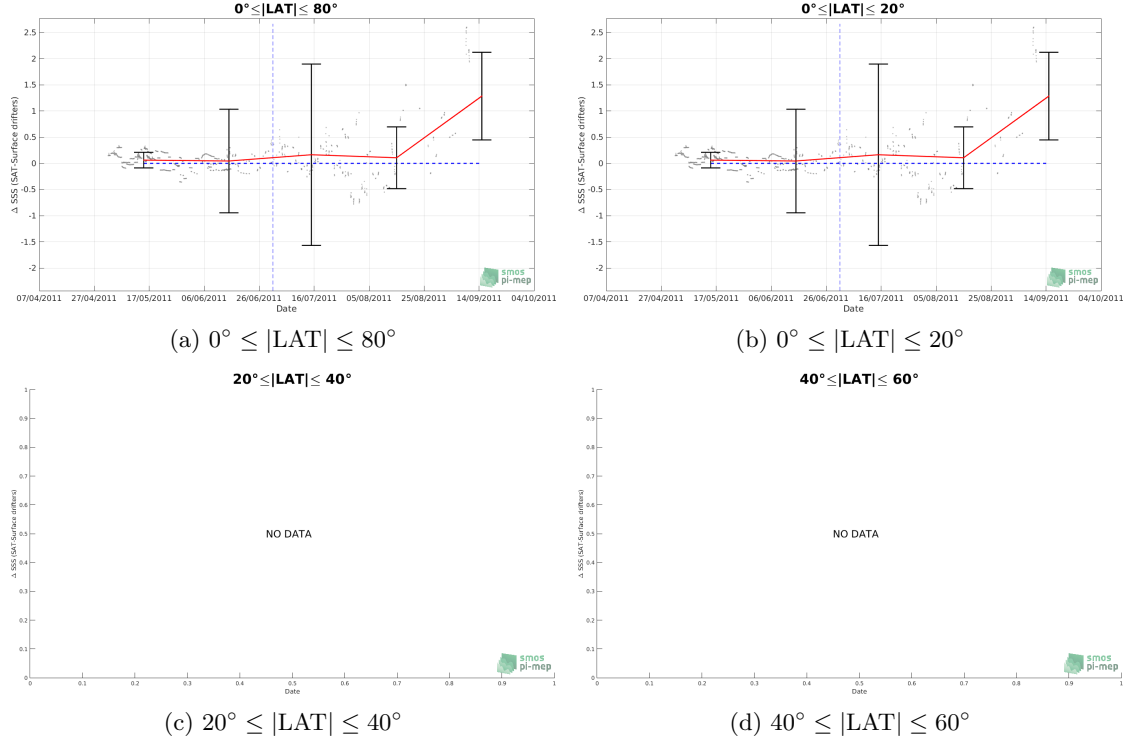 0°≤|LAT|≤ 80°
Δ SSS (SAT-Surface drifters)
2.5
2
1.5
1
0.5
0
-0.5
-1
-1.5
-2
07/04/2011 27/04/2011 17/05/2011 06/06/2011 26/06/2011 16/07/2011 05/08/2011 25/08/2011 14/09/2011 04/10/2011
Date
smos
pi-mep
(a) 0° ≤ |LAT| ≤ 80°
0°≤|LAT|≤ 20°
Δ SSS (SAT-Surface drifters)
2.5
2
1.5
1
0.5
0
-0.5
-1
-1.5
-2
07/04/2011 27/04/2011 17/05/2011 06/06/2011 26/06/2011 16/07/2011 05/08/2011 25/08/2011 14/09/2011 04/10/2011
Date
smos
pi-mep
(b) 0° ≤ |LAT| ≤ 20°
20°≤|LAT|≤ 40°
Δ SSS (SAT-Surface drifters)
1
0.9
0.8
0.7
0.6
0.5
0.4
0.3
0.2
0.1
0
NO DATA
0 0.1 0.2 0.3 0.4 0.5 0.6 0.7 0.8 0.9 1
Date
smos
pi-mep
(c) 20° ≤ |LAT| ≤ 40°
40°≤|LAT|≤ 60°
Δ SSS (SAT-Surface drifters)
1
0.9
0.8
0.7
0.6
0.5
0.4
0.3
0.2
0.1
0
NO DATA
0 0.1 0.2 0.3 0.4 0.5 0.6 0.7 0.8 0.9 1
Date
smos
pi-mep
(d) 40° ≤ |LAT| ≤ 60°